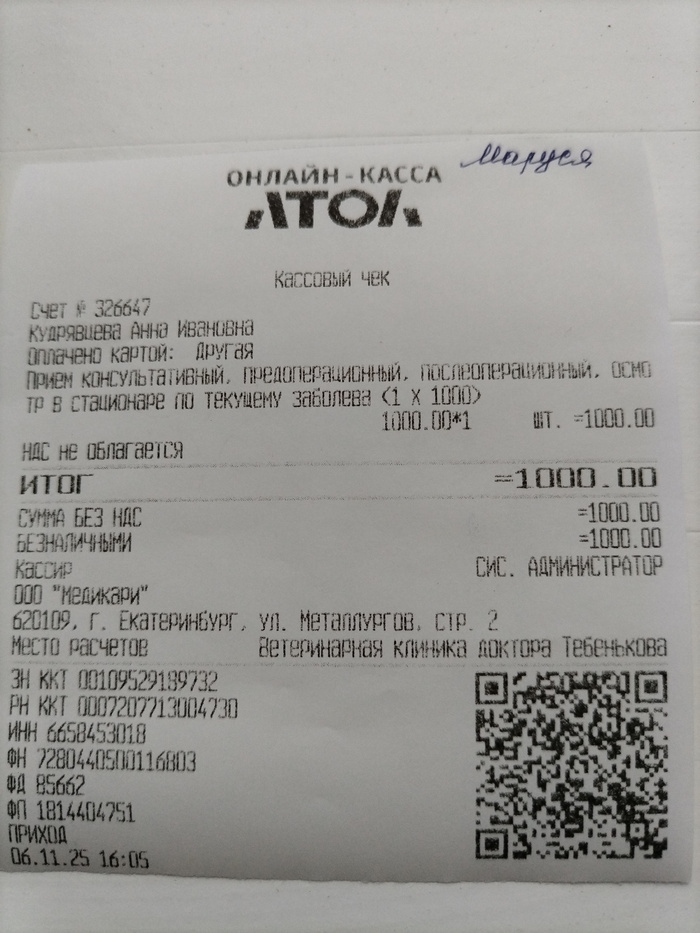 Маруся
ОНЛАЙН-КАССА
АТОЛ
Кассовый чек
Счет № 326647
Кудрявцева Анна Ивановна
Оплачено картой: Другая
Прием консультативный, предоперационный, послеоперационный, осмо
тр в стационаре по текущему заболева (1 X 1000)
1000.00*1 ШТ. =1000.00
НДС не облагается
ИТОГ =1000.00
СУММА БЕЗ НДС =1000.00
БЕЗНАЛИЧНЫМИ =1000.00
Кассир СИС. АДМИНИСТРАТОР
ООО "Медикари"
620109, г. Екатеринбург, ул. Металлургов, стр. 2
Место расчетов Ветеринарная клиника доктора Тебенькова
ЗН ККТ 00109529189732
РН ККТ 0007207713004730
ИНН 6658453018
ФН 7280440500116803
ФД 85662
ФП 1814404751
ПРИХОД
06.11.25 16:05